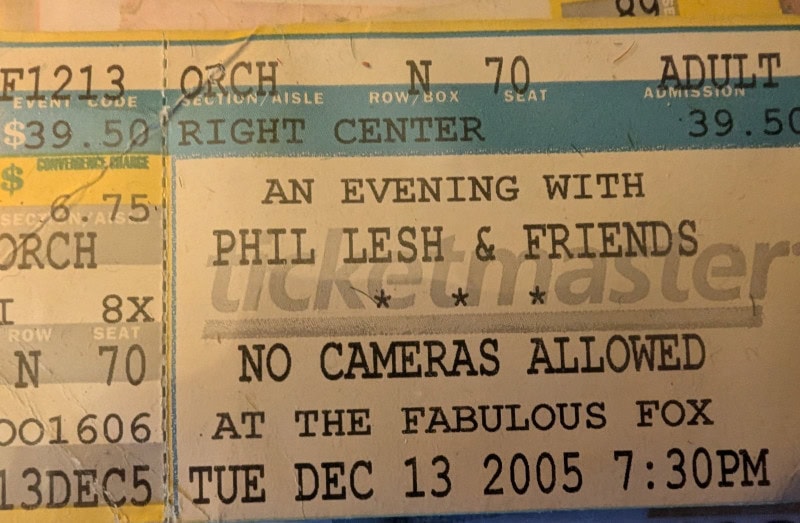 F1213
EVENT CODE
$39.50
CONVENIENCE CHARGE
$
6.75
SECTION/AISLE
ORCH
8X
ROW SEAT
N 70
001606
13DEC5
ORCH N 70 ADULT
SECTION/AISLE ROW/BOX SEAT ADMISSION
RIGHT CENTER 39.50
AN EVENING WITH
PHIL LESH & FRIENDS
ticketmaster
* * *
NO CAMERAS ALLOWED
AT THE FABULOUS FOX
TUE DEC 13 2005 7:30PM